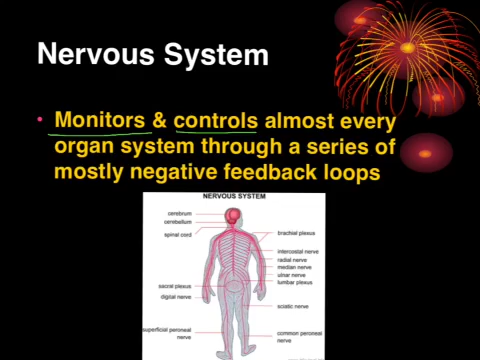 Nervous System
• Monitors & controls almost every
organ system through a series of
mostly negative feedback loops
NERVOUS SYSTEM
cerebrum
cerebellum
spinal cord
brachial plexus
intercostal nerve
radial nerve
median nerve
ulnar nerve
lumbar plexus
sacral plexus
digital nerve
sciatic nerve
superficial peroneal
nerve
common peroneal
nerve